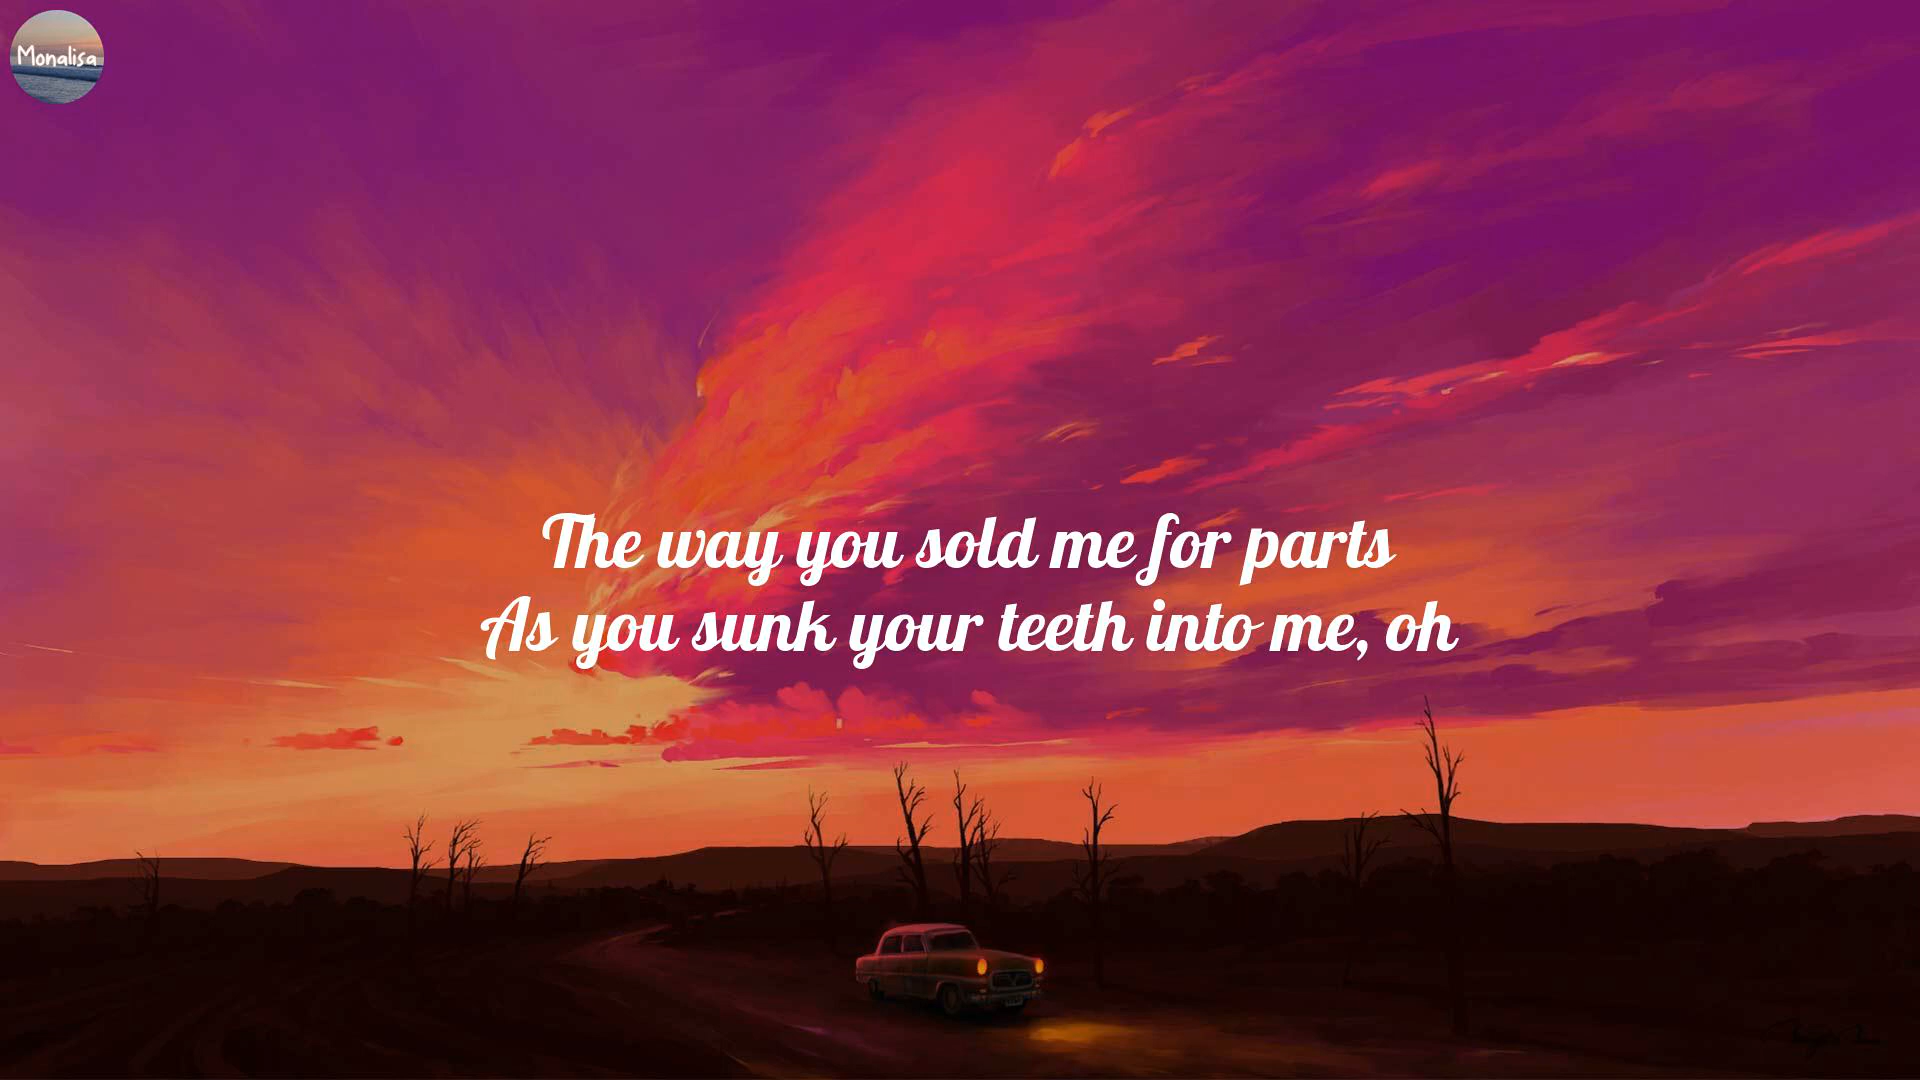 Monalisa
The way you sold me for parts
As you sunk your teeth into me, oh